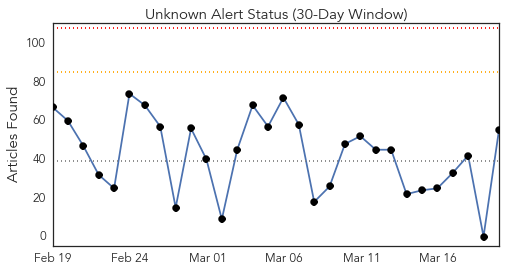 Unknown Alert Status (30-Day Window)
Articles Found
100
80
60
40
20
0
Feb 19 Feb 24 Mar 01 Mar 06 Mar 11 Mar 16